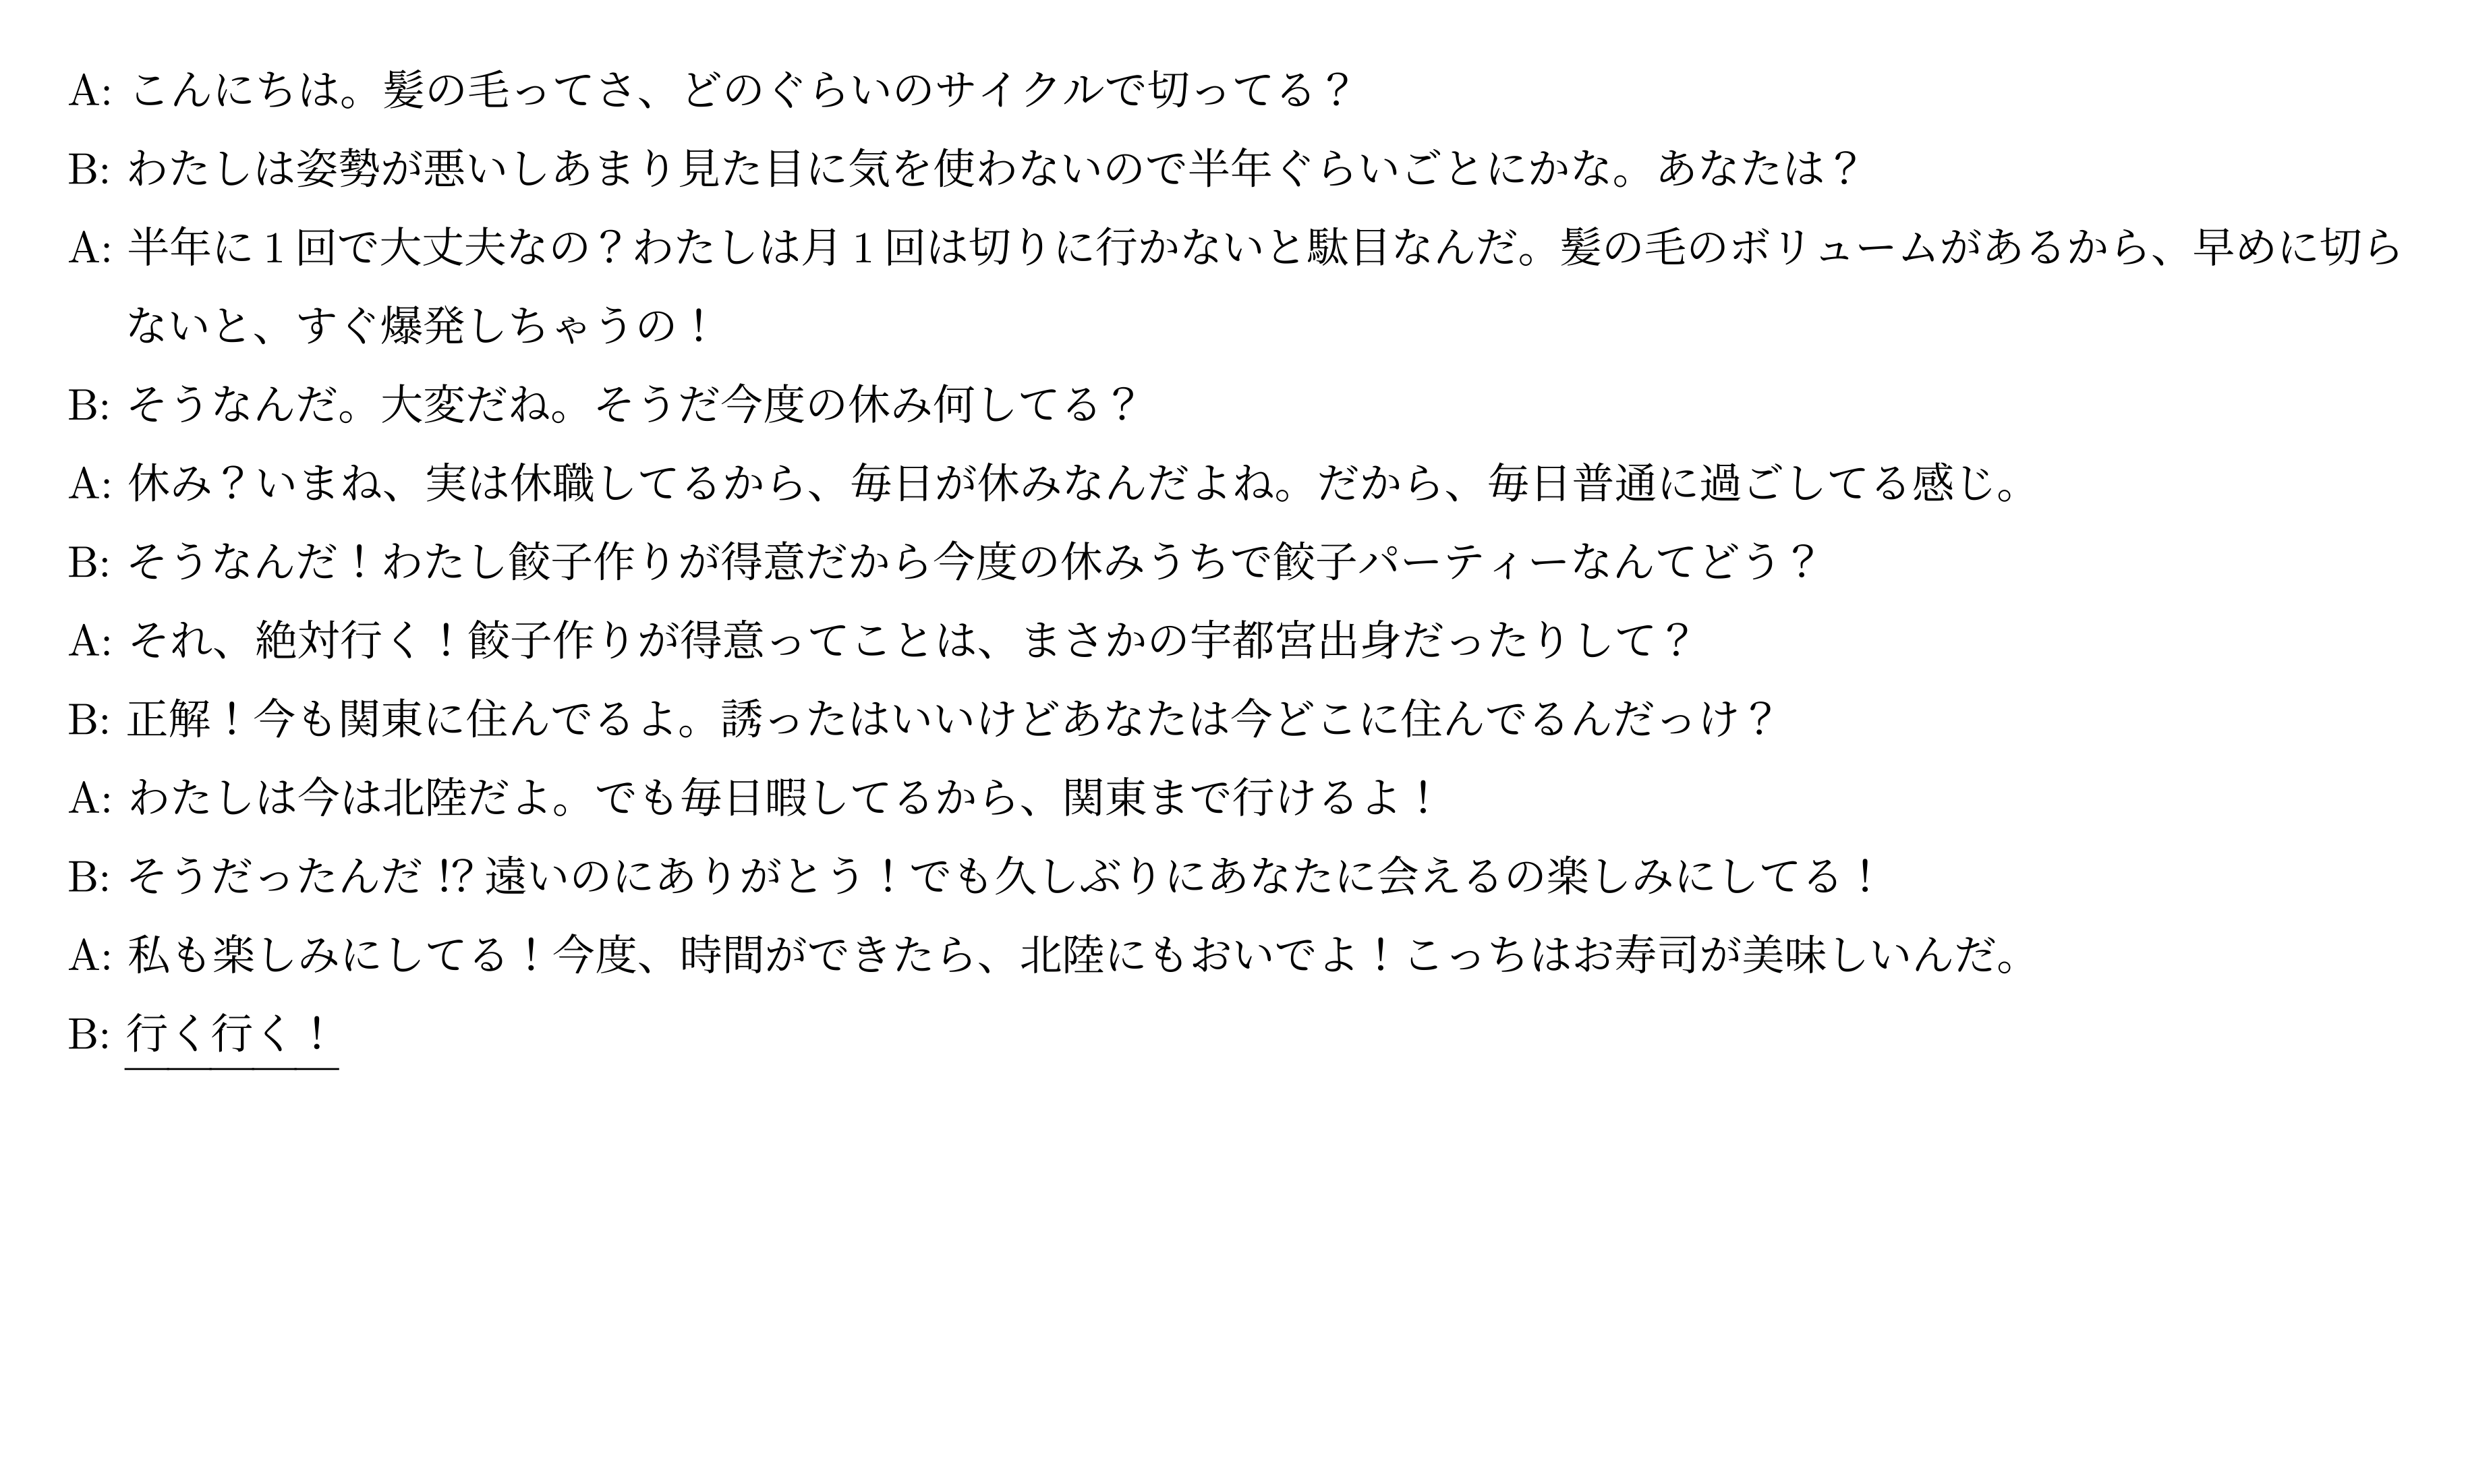 A: こんにちは。髪の毛ってさ、どのぐらいのサイクルで切ってる？
B: わたしは姿勢が悪いしあまり見た目に気を使わないので半年ぐらいごとにかな。あなたは？
A: 半年に1回で大丈夫なの？わたしは月1回は切りに行かないと駄目なんだ。髪の毛のボリュームがあるから、早めに切ら
ないと、すぐ爆発しちゃうの！
B: そうなんだ。大変だね。そうだ今度の休み何してる？
A: 休み？いまね、実は休職してるから、毎日が休みなんだよね。だから、毎日普通に過ごしてる感じ。
B: そうなんだ！わたし餃子作りが得意だから今度の休みうちで餃子パーティーなんてどう？
A: それ、絶対行く！餃子作りが得意ってことは、まさかの宇都宮出身だったりして？
B: 正解！今も関東に住んでるよ。誘ったはいいけどあなたは今どこに住んでるんだっけ？
A: わたしは今は北陸だよ。でも毎日暇してるから、関東まで行けるよ！
B: そうだったんだ⁉遠いのにありがとう！でも久しぶりにあなたに会えるの楽しみにしてる！
A: 私も楽しみにしてる！今度、時間ができたら、北陸にもおいでよ！こっちはお寿司が美味しいんだ。
B: 行く行く！